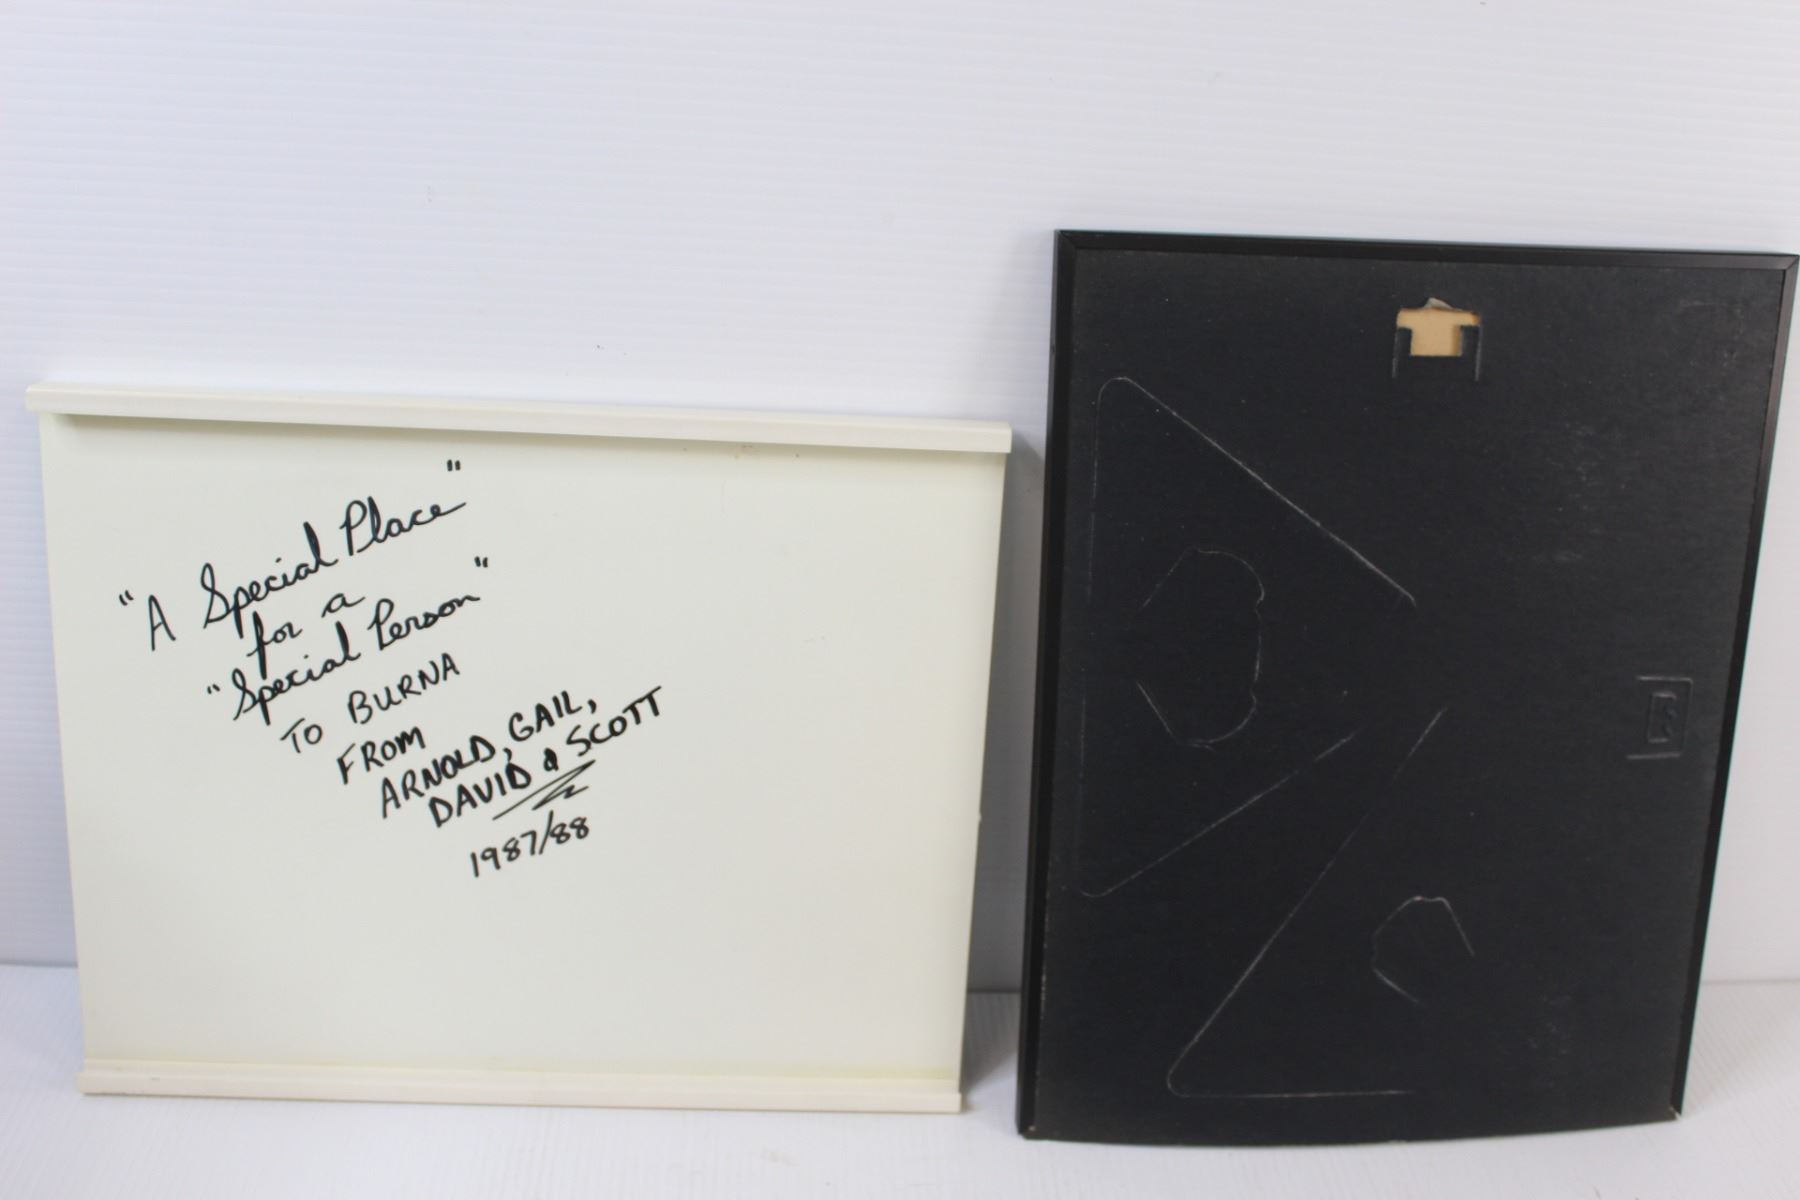 "A Special Place"
for a
"Special Person"
TO BURNA
FROM
ARNOLD, GAIL,
DAVID & SCOTT
1987/88